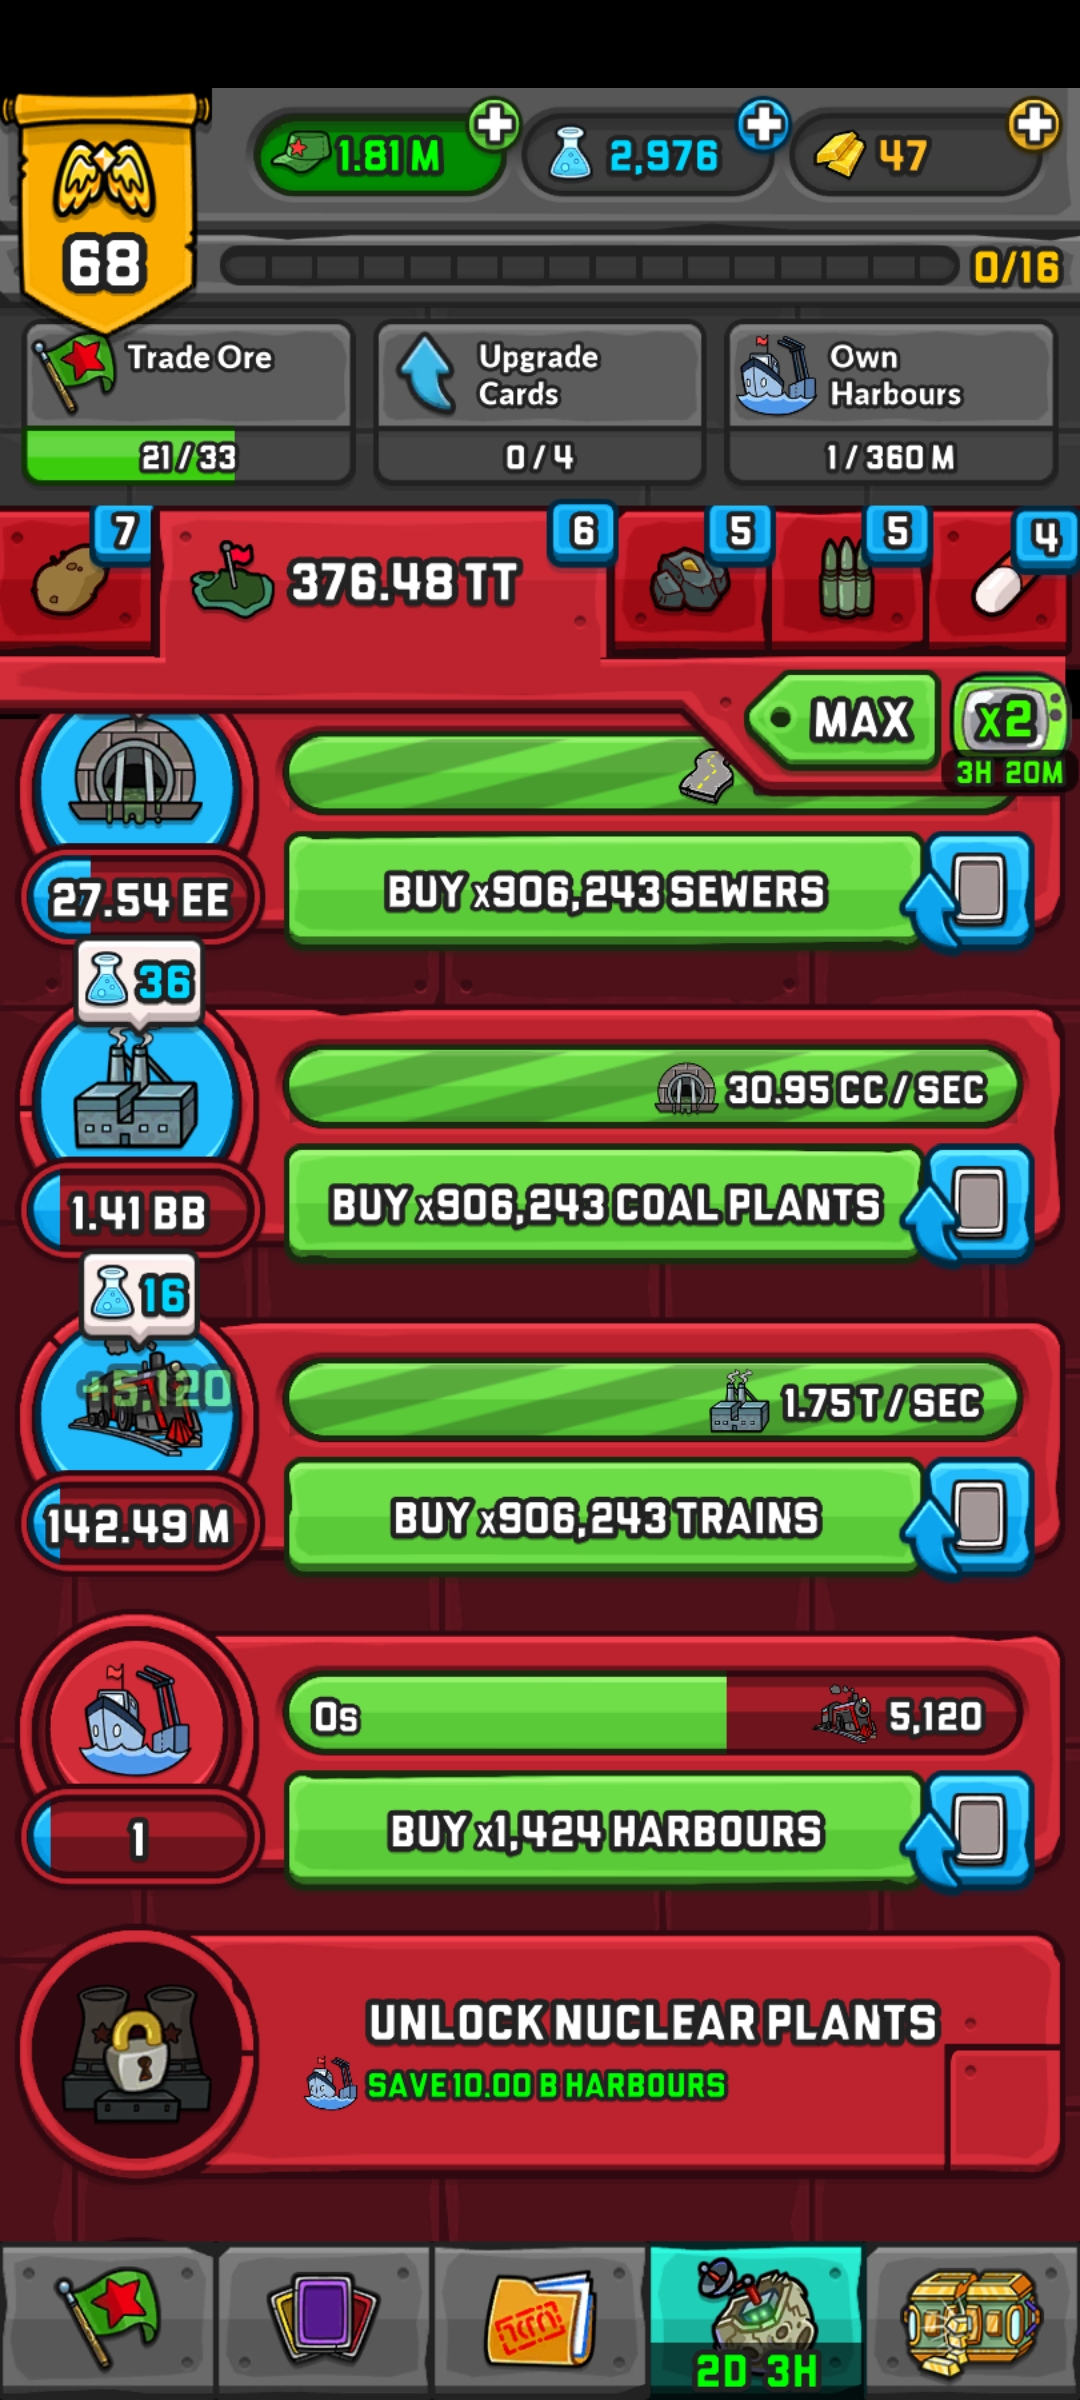 1.81 M
2,976
47
68
0/16
Trade Ore
21 / 33
Upgrade
Cards
0 / 4
Own
Harbours
1 / 360 M
7
376.48 TT
6
5
5
4
MAX
x2
3H 20M
27.54 EE
BUY x906,243 SEWERS
36
30.95 CC / SEC
1.41 BB
BUY x906,243 COAL PLANTS
16
+5,120
1.75 T / SEC
142.49 M
BUY x906,243 TRAINS
0s
5,120
1
BUY x1,424 HARBOURS
UNLOCK NUCLEAR PLANTS
SAVE 10.00 B HARBOURS
2D 3H